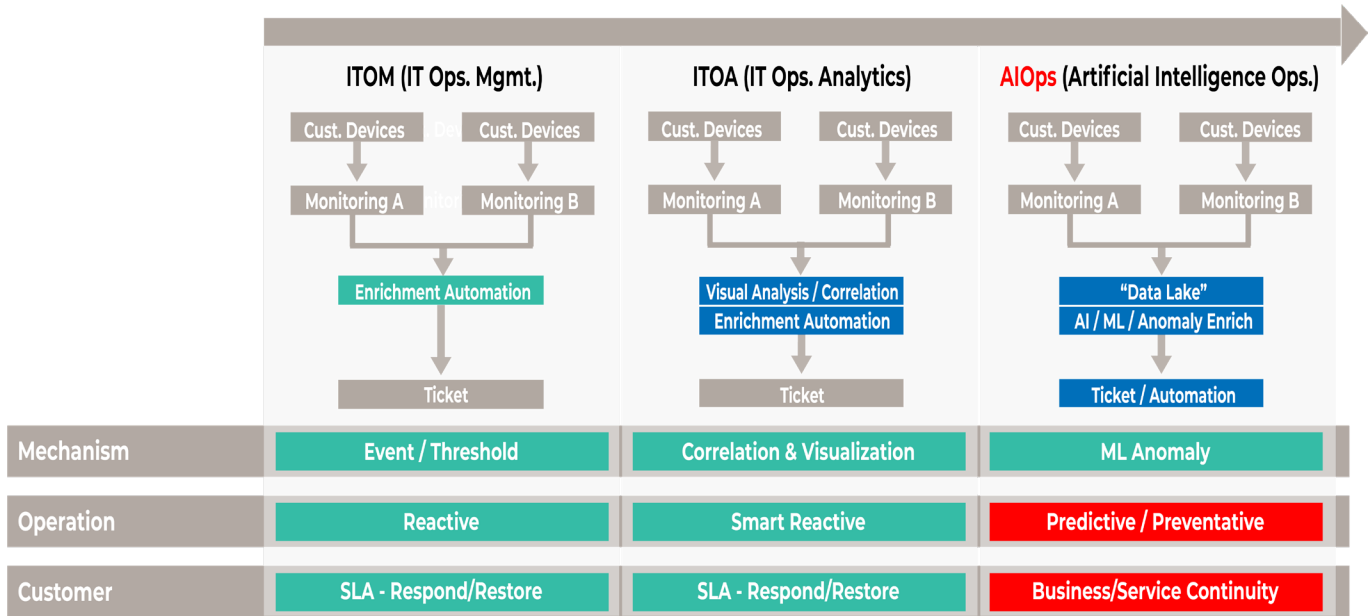 ITOM (IT Ops. Mgmt.)
ITOA (IT Ops. Analytics)
AIOps (Artificial Intelligence Ops.)
Cust. Devices
Cust. Devices
Cust. Devices
Cust. Devices
Cust. Devices
Cust. Devices
Monitoring A
Monitoring B
Monitoring A
Monitoring B
Monitoring A
Monitoring B
Enrichment Automation
Visual Analysis / Correlation
Enrichment Automation
“Data Lake”
AI / ML / Anomaly Enrich
Ticket
Ticket
Ticket / Automation
Mechanism
Event / Threshold
Correlation & Visualization
ML Anomaly
Operation
Reactive
Smart Reactive
Predictive / Preventative
Customer
SLA - Respond/Restore
SLA - Respond/Restore
Business/Service Continuity